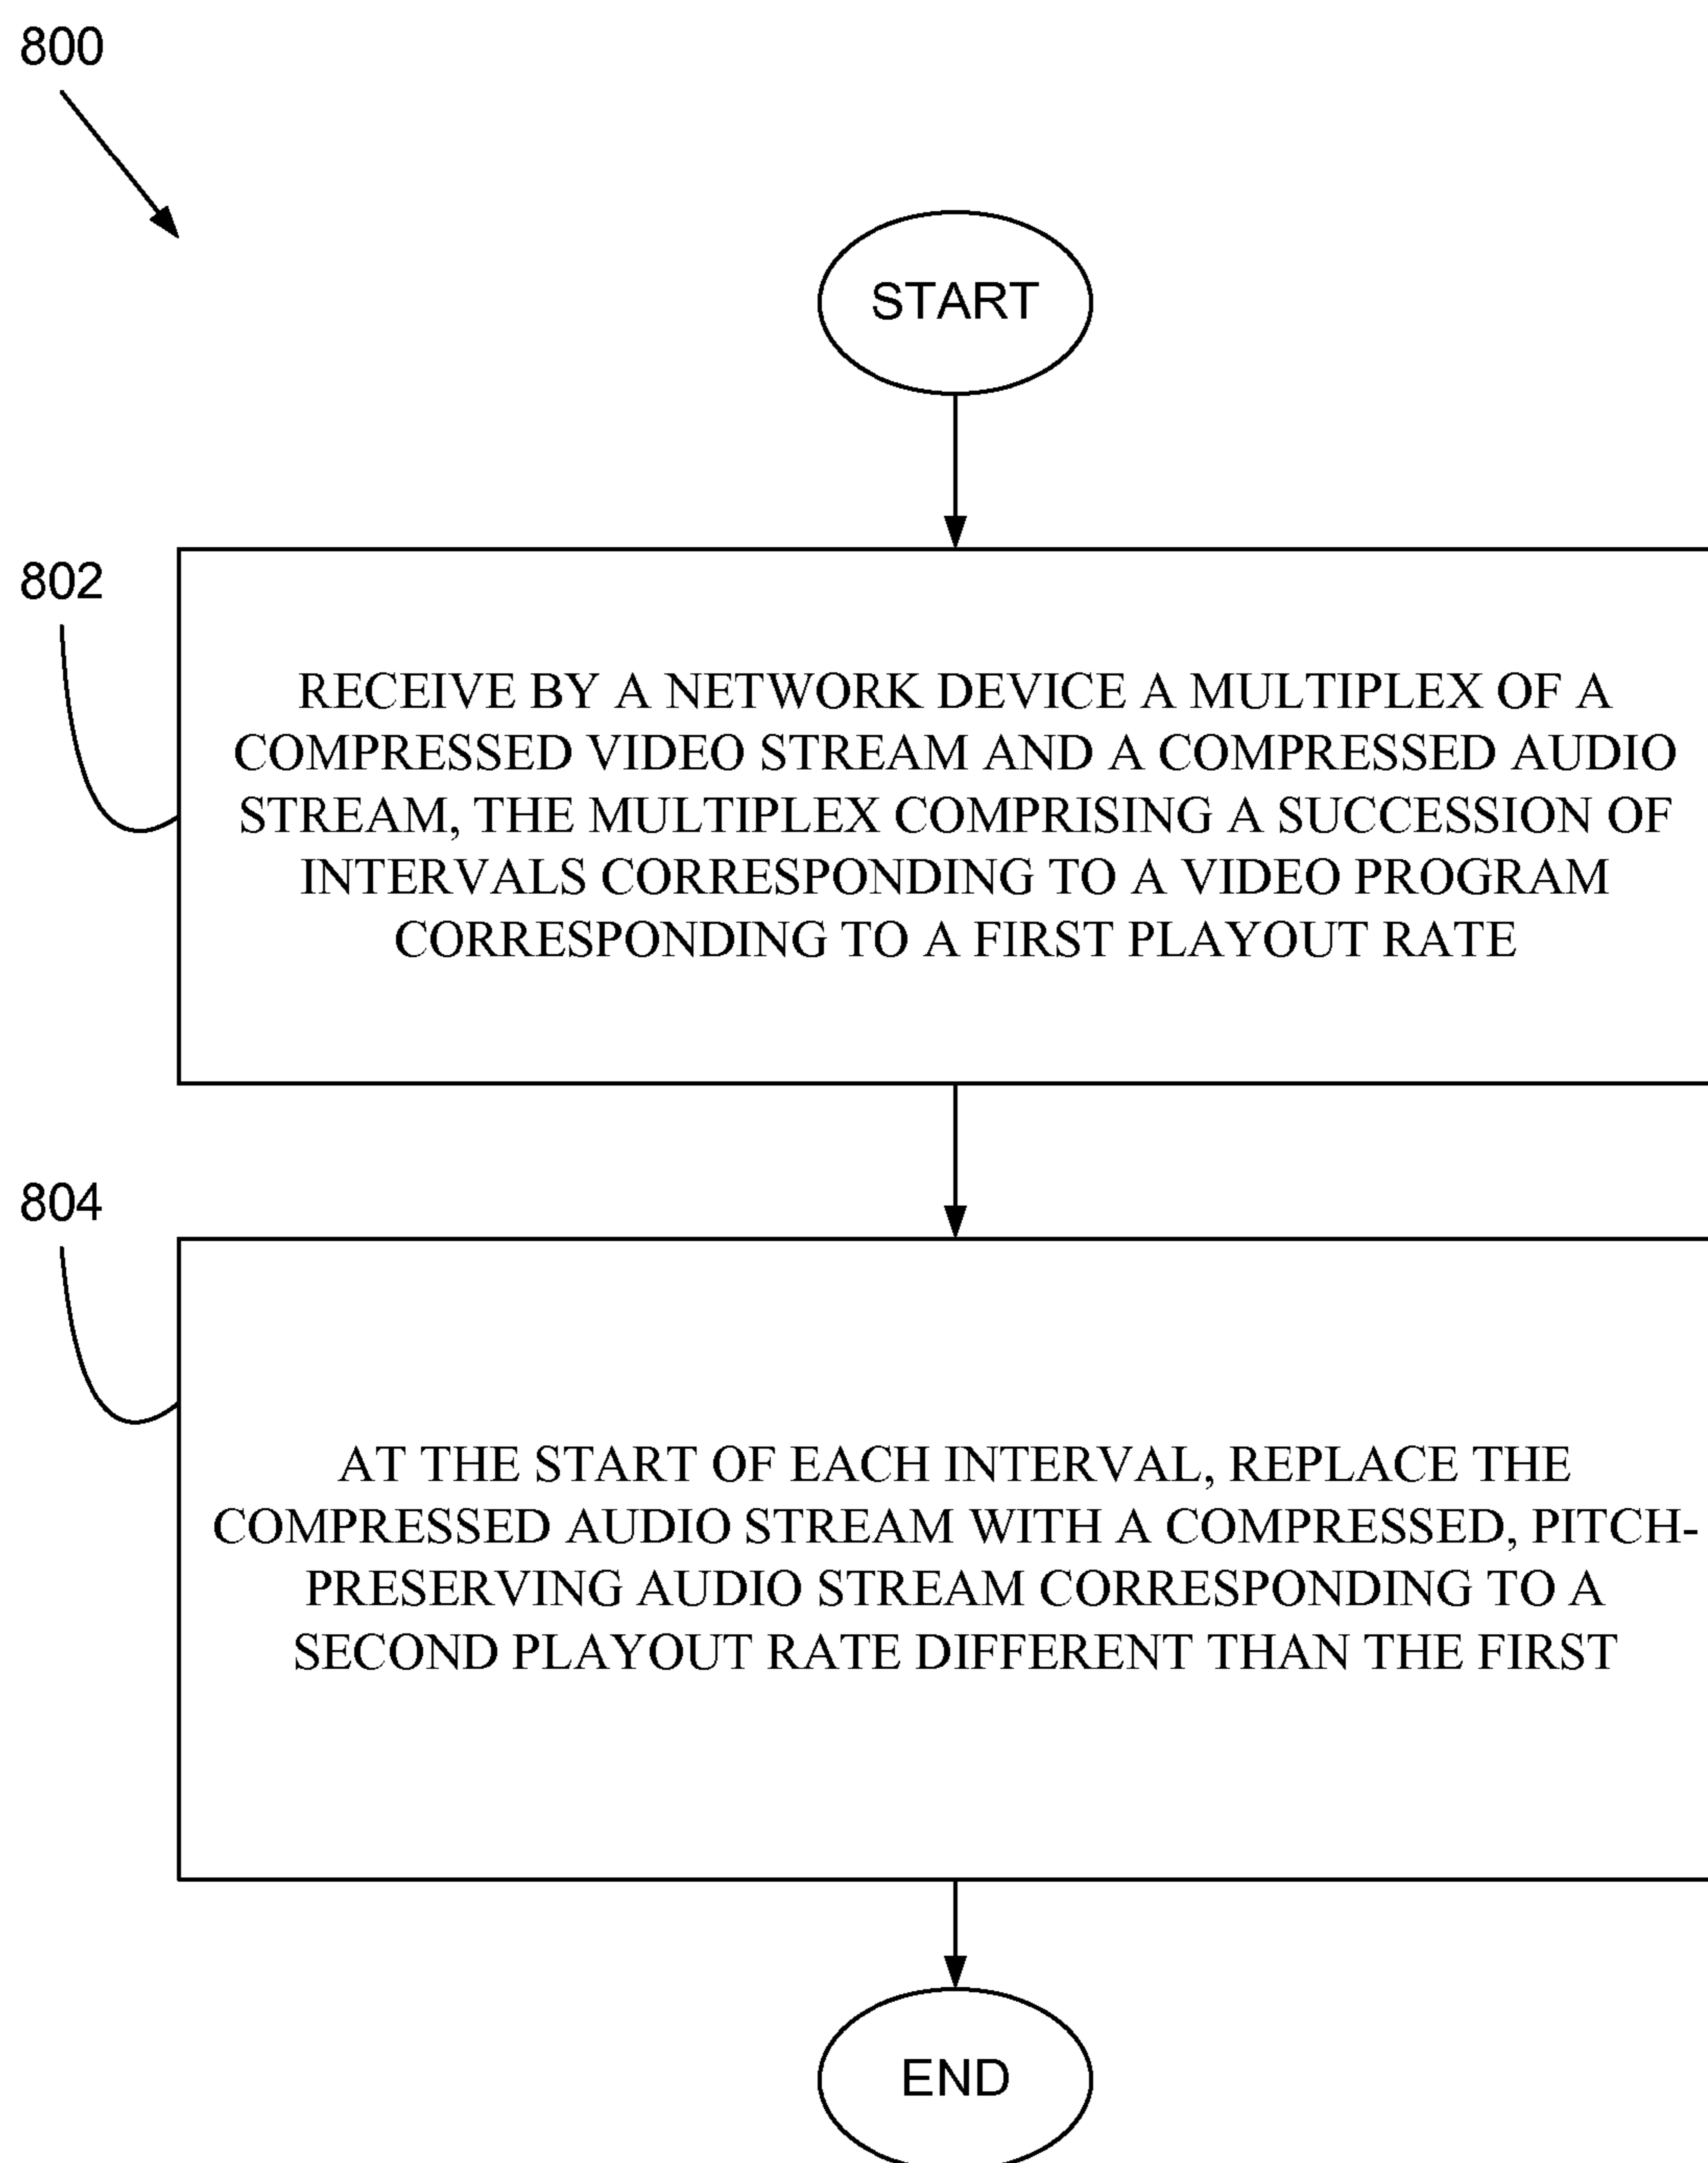 800
START
802
RECEIVE BY A NETWORK DEVICE A MULTIPLEX OF A
COMPRESSED VIDEO STREAM AND A COMPRESSED AUDIO
STREAM, THE MULTIPLEX COMPRISING A SUCCESSION OF
INTERVALS CORRESPONDING TO A VIDEO PROGRAM
CORRESPONDING TO A FIRST PLAYOUT RATE
804
AT THE START OF EACH INTERVAL, REPLACE THE
COMPRESSED AUDIO STREAM WITH A COMPRESSED, PITCH-
PRESERVING AUDIO STREAM CORRESPONDING TO A
SECOND PLAYOUT RATE DIFFERENT THAN THE FIRST
END